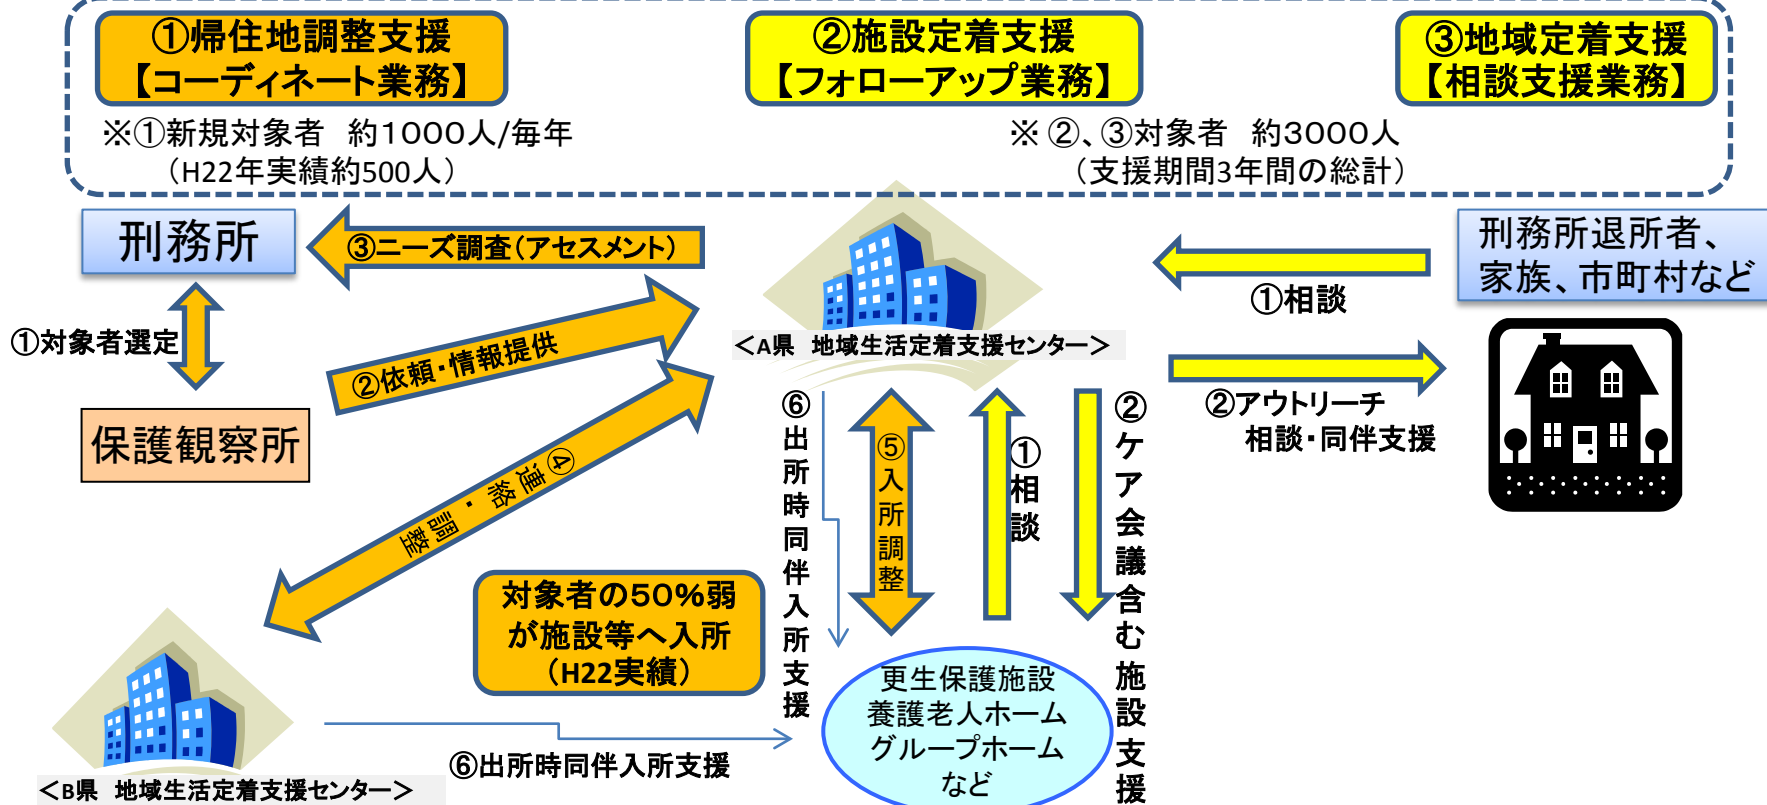 ①帰住地調整支援
【コーディネート業務】
②施設定着支援
【フォローアップ業務】
③地域定着支援
【相談支援業務】
※①新規対象者　約1000人/毎年
（H22年実績約500人）
※ ②、③対象者　約3000人
（支援期間3年間の総計）
刑務所
③ニーズ調査（アセスメント）
刑務所退所者、
家族、市町村など
①相談
①対象者選定
②依頼・情報提供
＜A県　地域生活定着支援センター＞
②アウトリーチ
相談・同伴支援
保護観察所
④連絡・調整
⑥出所時同伴入所支援
⑤入所調整
①相談
②ケア会議含む施設支援
対象者の50％弱
が施設等へ入所
（H22実績）
更生保護施設
養護老人ホーム
グループホーム
など
⑥出所時同伴入所支援
＜B県　地域生活定着支援センター＞